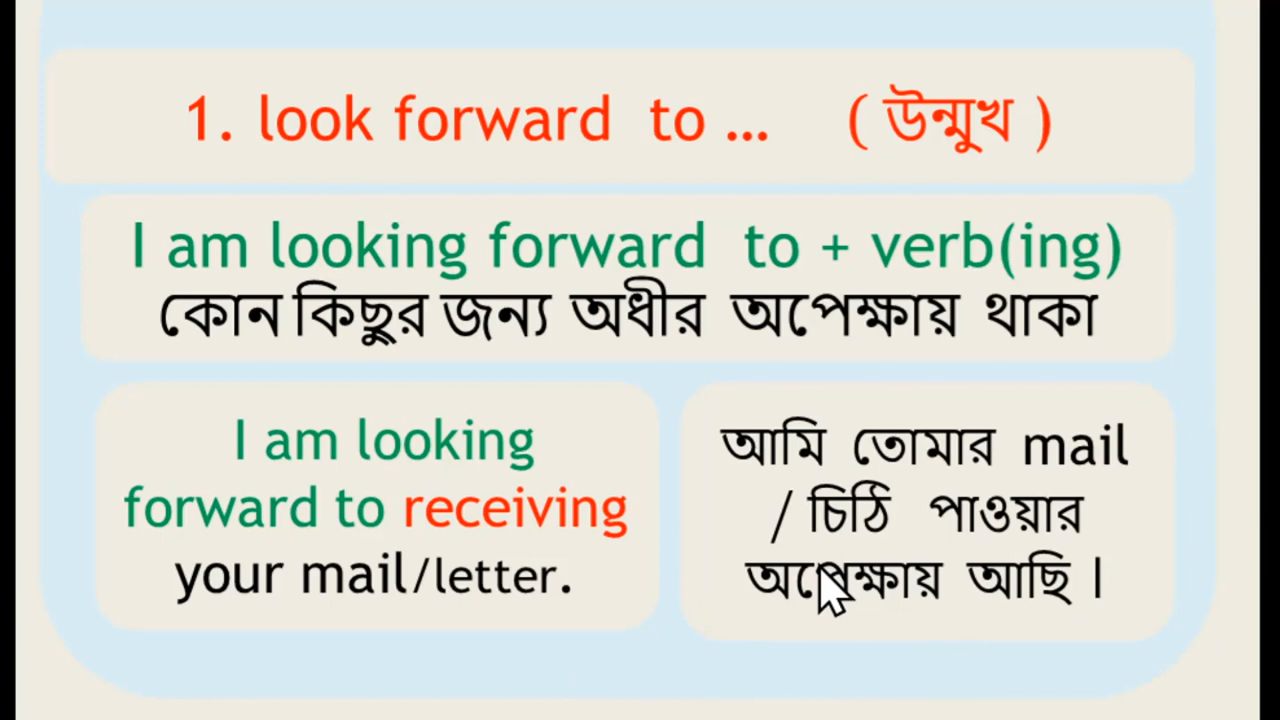 1. look forward to ... ( উন্মুখ )
I am looking forward to + verb(ing)
কোন কিছুর জন্য অধীর অপেক্ষায় থাকা
I am looking
forward to receiving
your mail/letter.
আমি তোমার mail
/ চিঠি পাওয়ার
অপেক্ষায় আছি ।